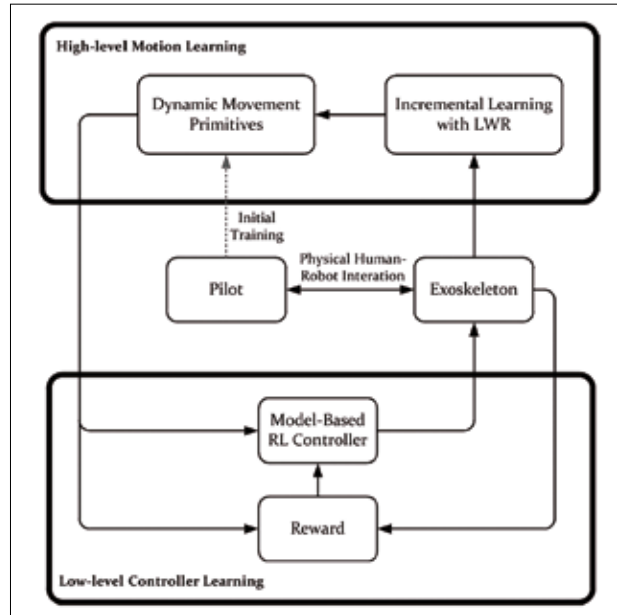 High-level Motion Learning
Dynamic Movement
Primitives
Incremental Learning
with LWR
Initial
Training
Physical Human-
Robot Interation
Pilot
Exoskeleton
Model-Based
RL Controller
Reward
Low-level Controller Learning